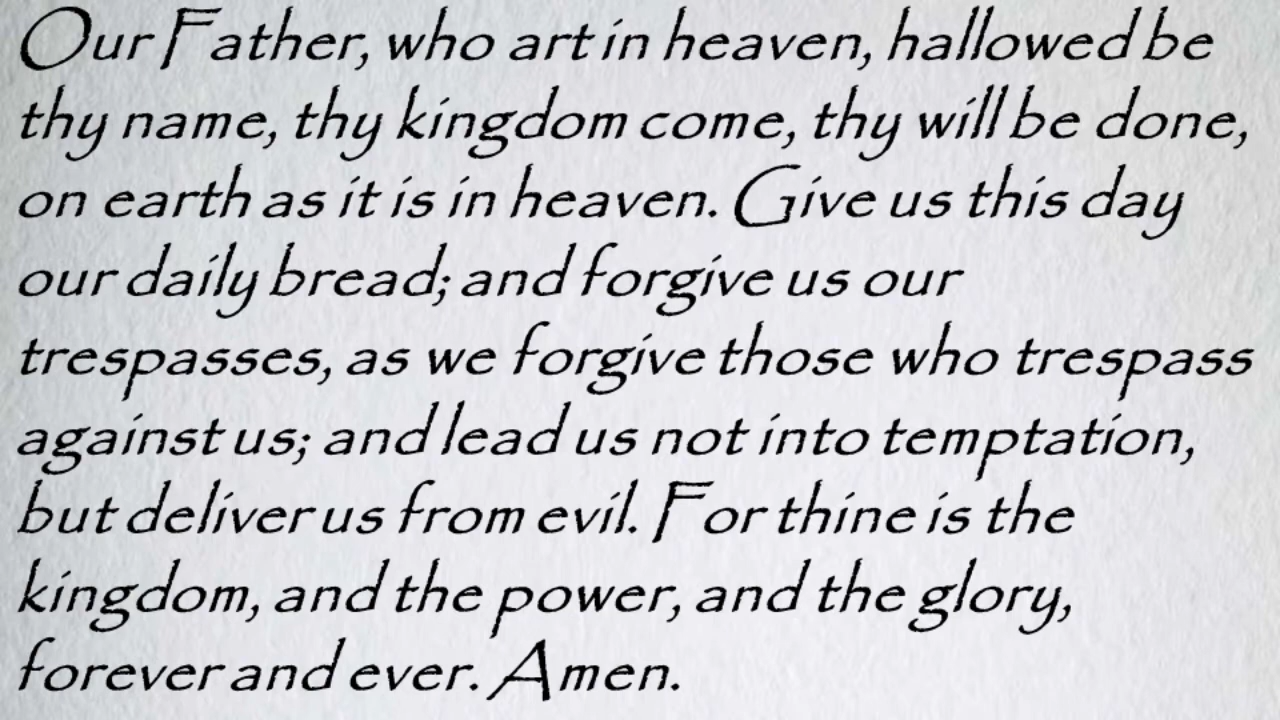 Our Father, who art in heaven, hallowed be
thy name, thy kingdom come, thy will be done,
on earth as it is in heaven. Give us this day
our daily bread; and forgive us our
trespasses, as we forgive those who trespass
against us; and lead us not into temptation,
but deliver us from evil. For thine is the
kingdom, and the power, and the glory,
forever and ever. Amen.